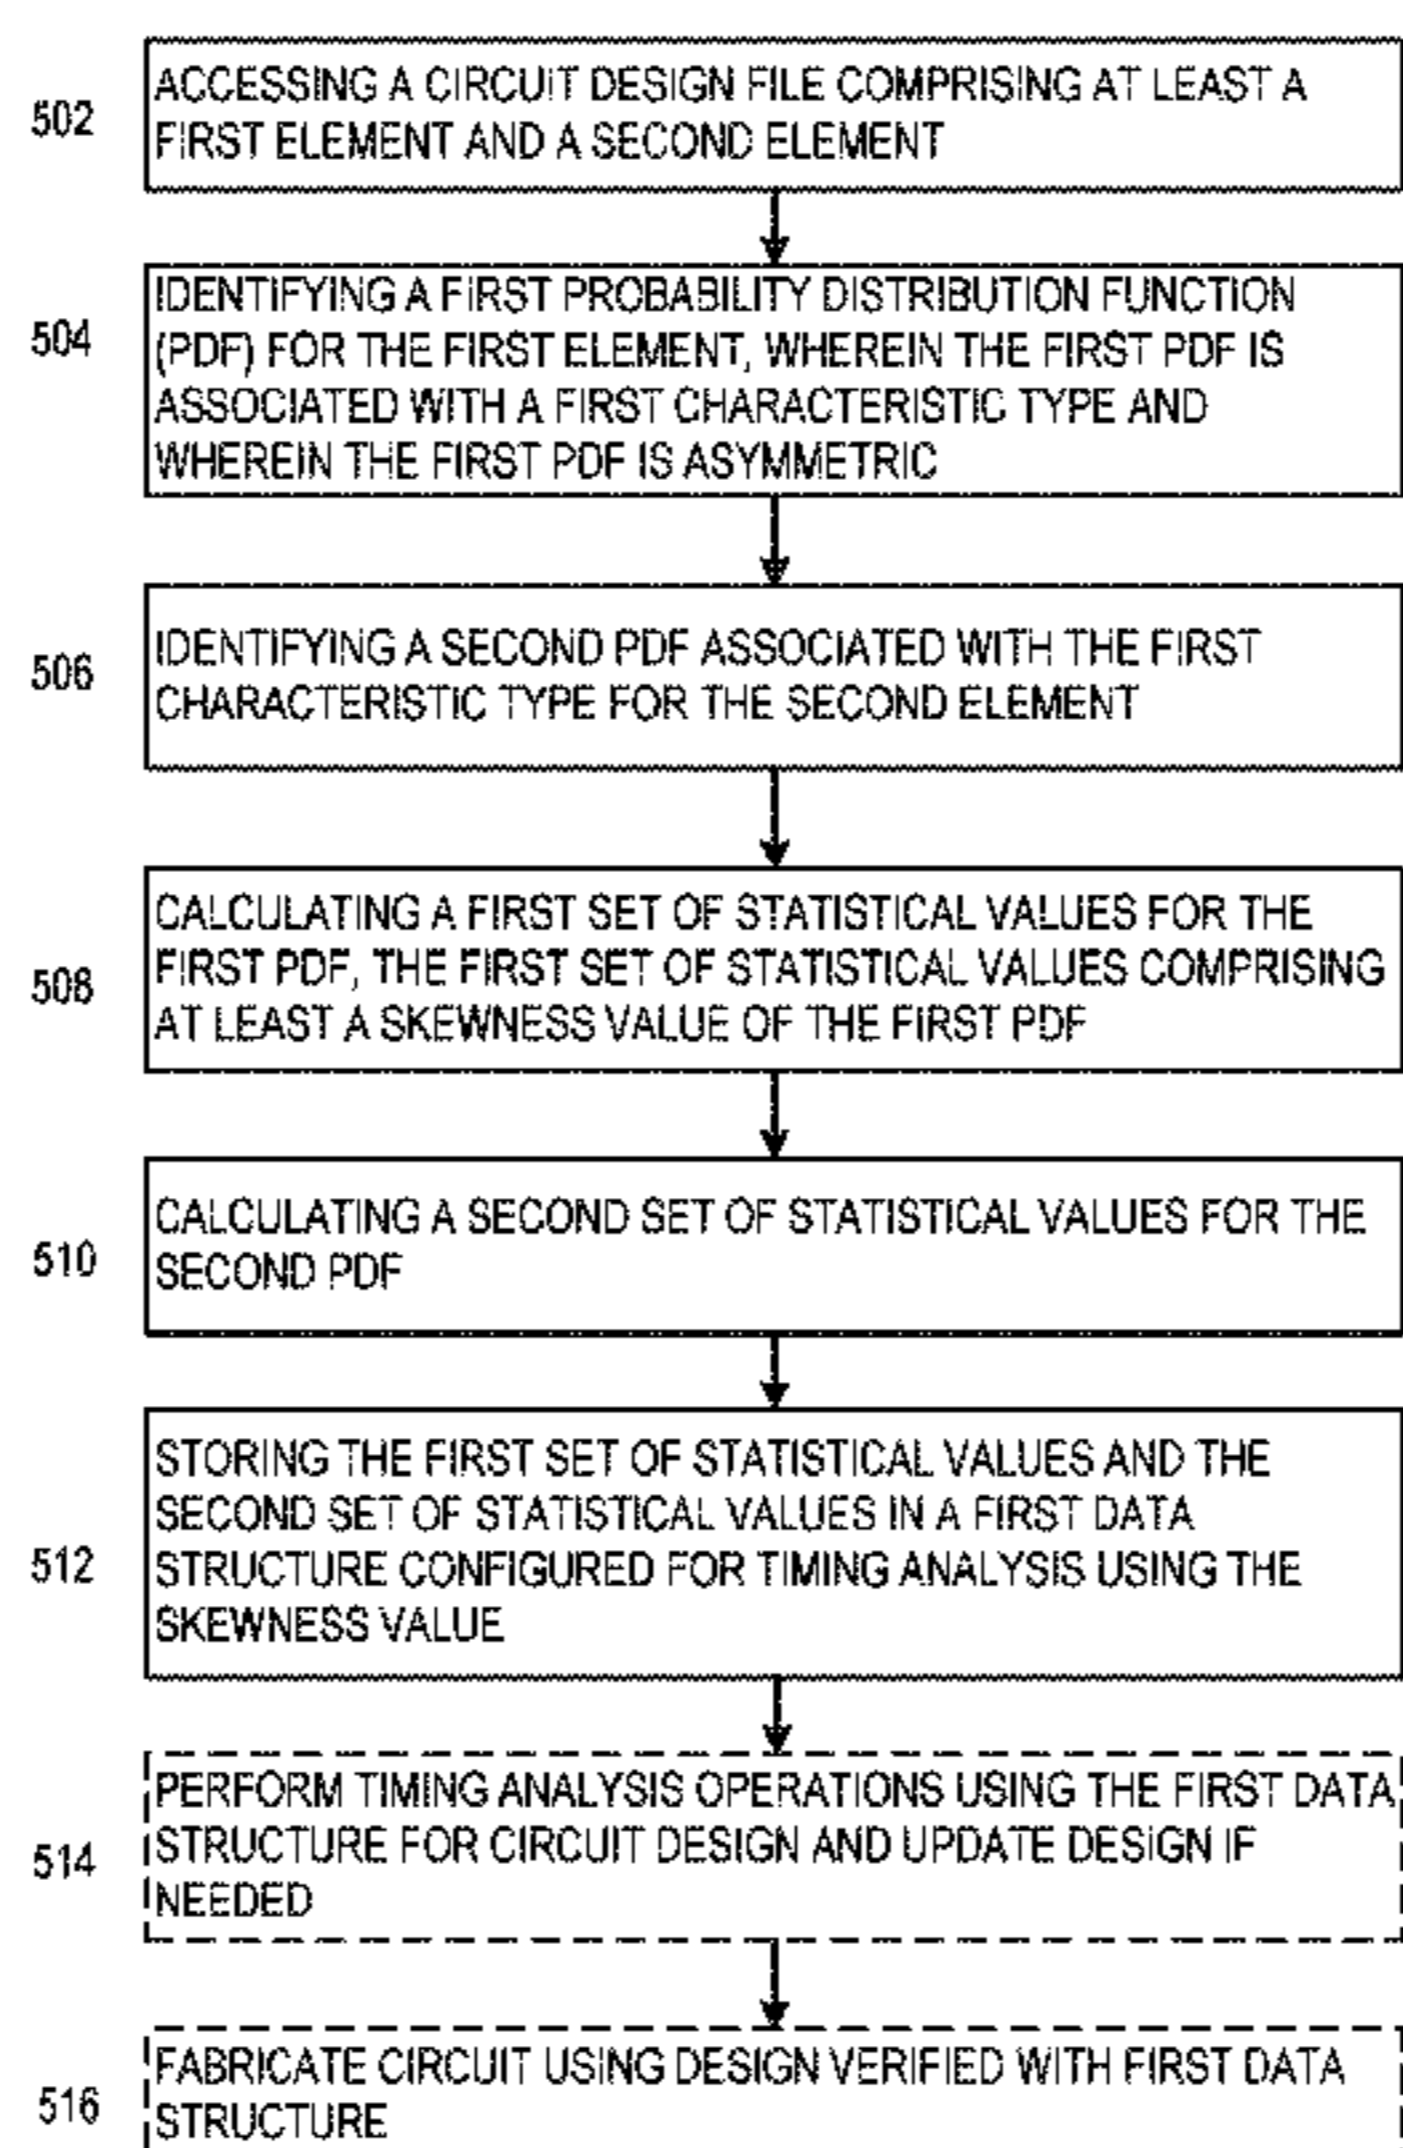 502
ACCESSING A CIRCUIT DESIGN FILE COMPRISING AT LEAST A
FIRST ELEMENT AND A SECOND ELEMENT
504
IDENTIFYING A FIRST PROBABILITY DISTRIBUTION FUNCTION
(PDF) FOR THE FIRST ELEMENT, WHEREIN THE FIRST PDF IS
ASSOCIATED WITH A FIRST CHARACTERISTIC TYPE AND
WHEREIN THE FIRST PDF IS ASYMMETRIC
506
IDENTIFYING A SECOND PDF ASSOCIATED WITH THE FIRST
CHARACTERISTIC TYPE FOR THE SECOND ELEMENT
508
CALCULATING A FIRST SET OF STATISTICAL VALUES FOR THE
FIRST PDF, THE FIRST SET OF STATISTICAL VALUES COMPRISING
AT LEAST A SKEWNESS VALUE OF THE FIRST PDF
510
CALCULATING A SECOND SET OF STATISTICAL VALUES FOR THE
SECOND PDF
512
STORING THE FIRST SET OF STATISTICAL VALUES AND THE
SECOND SET OF STATISTICAL VALUES IN A FIRST DATA
STRUCTURE CONFIGURED FOR TIMING ANALYSIS USING THE
SKEWNESS VALUE
514
PERFORM TIMING ANALYSIS OPERATIONS USING THE FIRST DATA
STRUCTURE FOR CIRCUIT DESIGN AND UPDATE DESIGN IF
NEEDED
516
FABRICATE CIRCUIT USING DESIGN VERIFIED WITH FIRST DATA
STRUCTURE